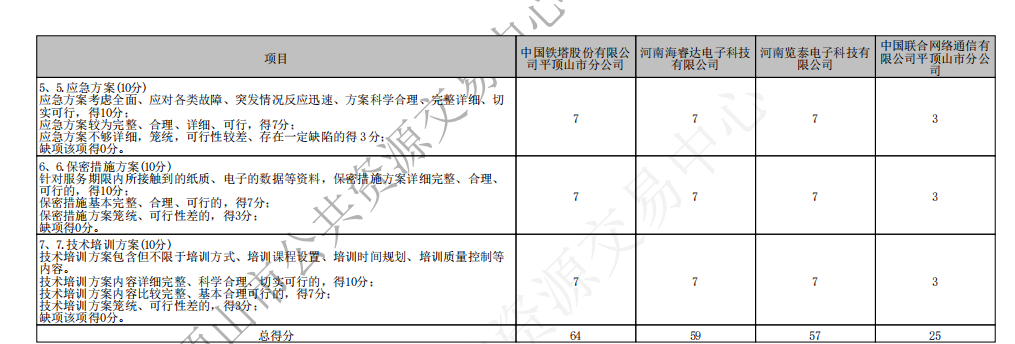 项目
中国铁塔股份有限公
司平顶山市分公司
河南海睿达电子科技
有限公司
河南览泰电子科技有
限公司
中国联合网络通信有
限公司平顶山市分公
司
5、5.应急方案(10分)
应急方案考虑全面、应对各类故障、突发情况反应迅速、方案科学合理、完整详细、切
实可行，得10分；
应急方案较为完整、合理、详细、可行，得7分；
应急方案不够详细，笼统，可行性较差、存在一定缺陷的得 3 分；
缺项该项得0分。
7
7
7
3
6、6.保密措施方案(10分)
针对服务期限内所接触到的纸质、电子的数据等资料，保密措施方案详细完整、合理、
可行的，得10分；
保密措施基本完整、合理、可行的，得7分；
保密措施方案笼统、可行性差的，得3分；
缺项得0分。
7
7
7
3
7、7.技术培训方案(10分)
技术培训方案包含但不限于培训方式、培训课程设置、培训时间规划、培训质量控制等
内容。
技术培训方案内容详细完整、科学合理、切实可行的，得10分；
技术培训方案内容比较完整、基本合理可行的，得7分；
技术培训方案笼统、可行性差的，得3分；
缺项该项得0分。
7
7
7
3
总得分
64
59
57
25
顶山市公共资源交易中心
资源交易中心